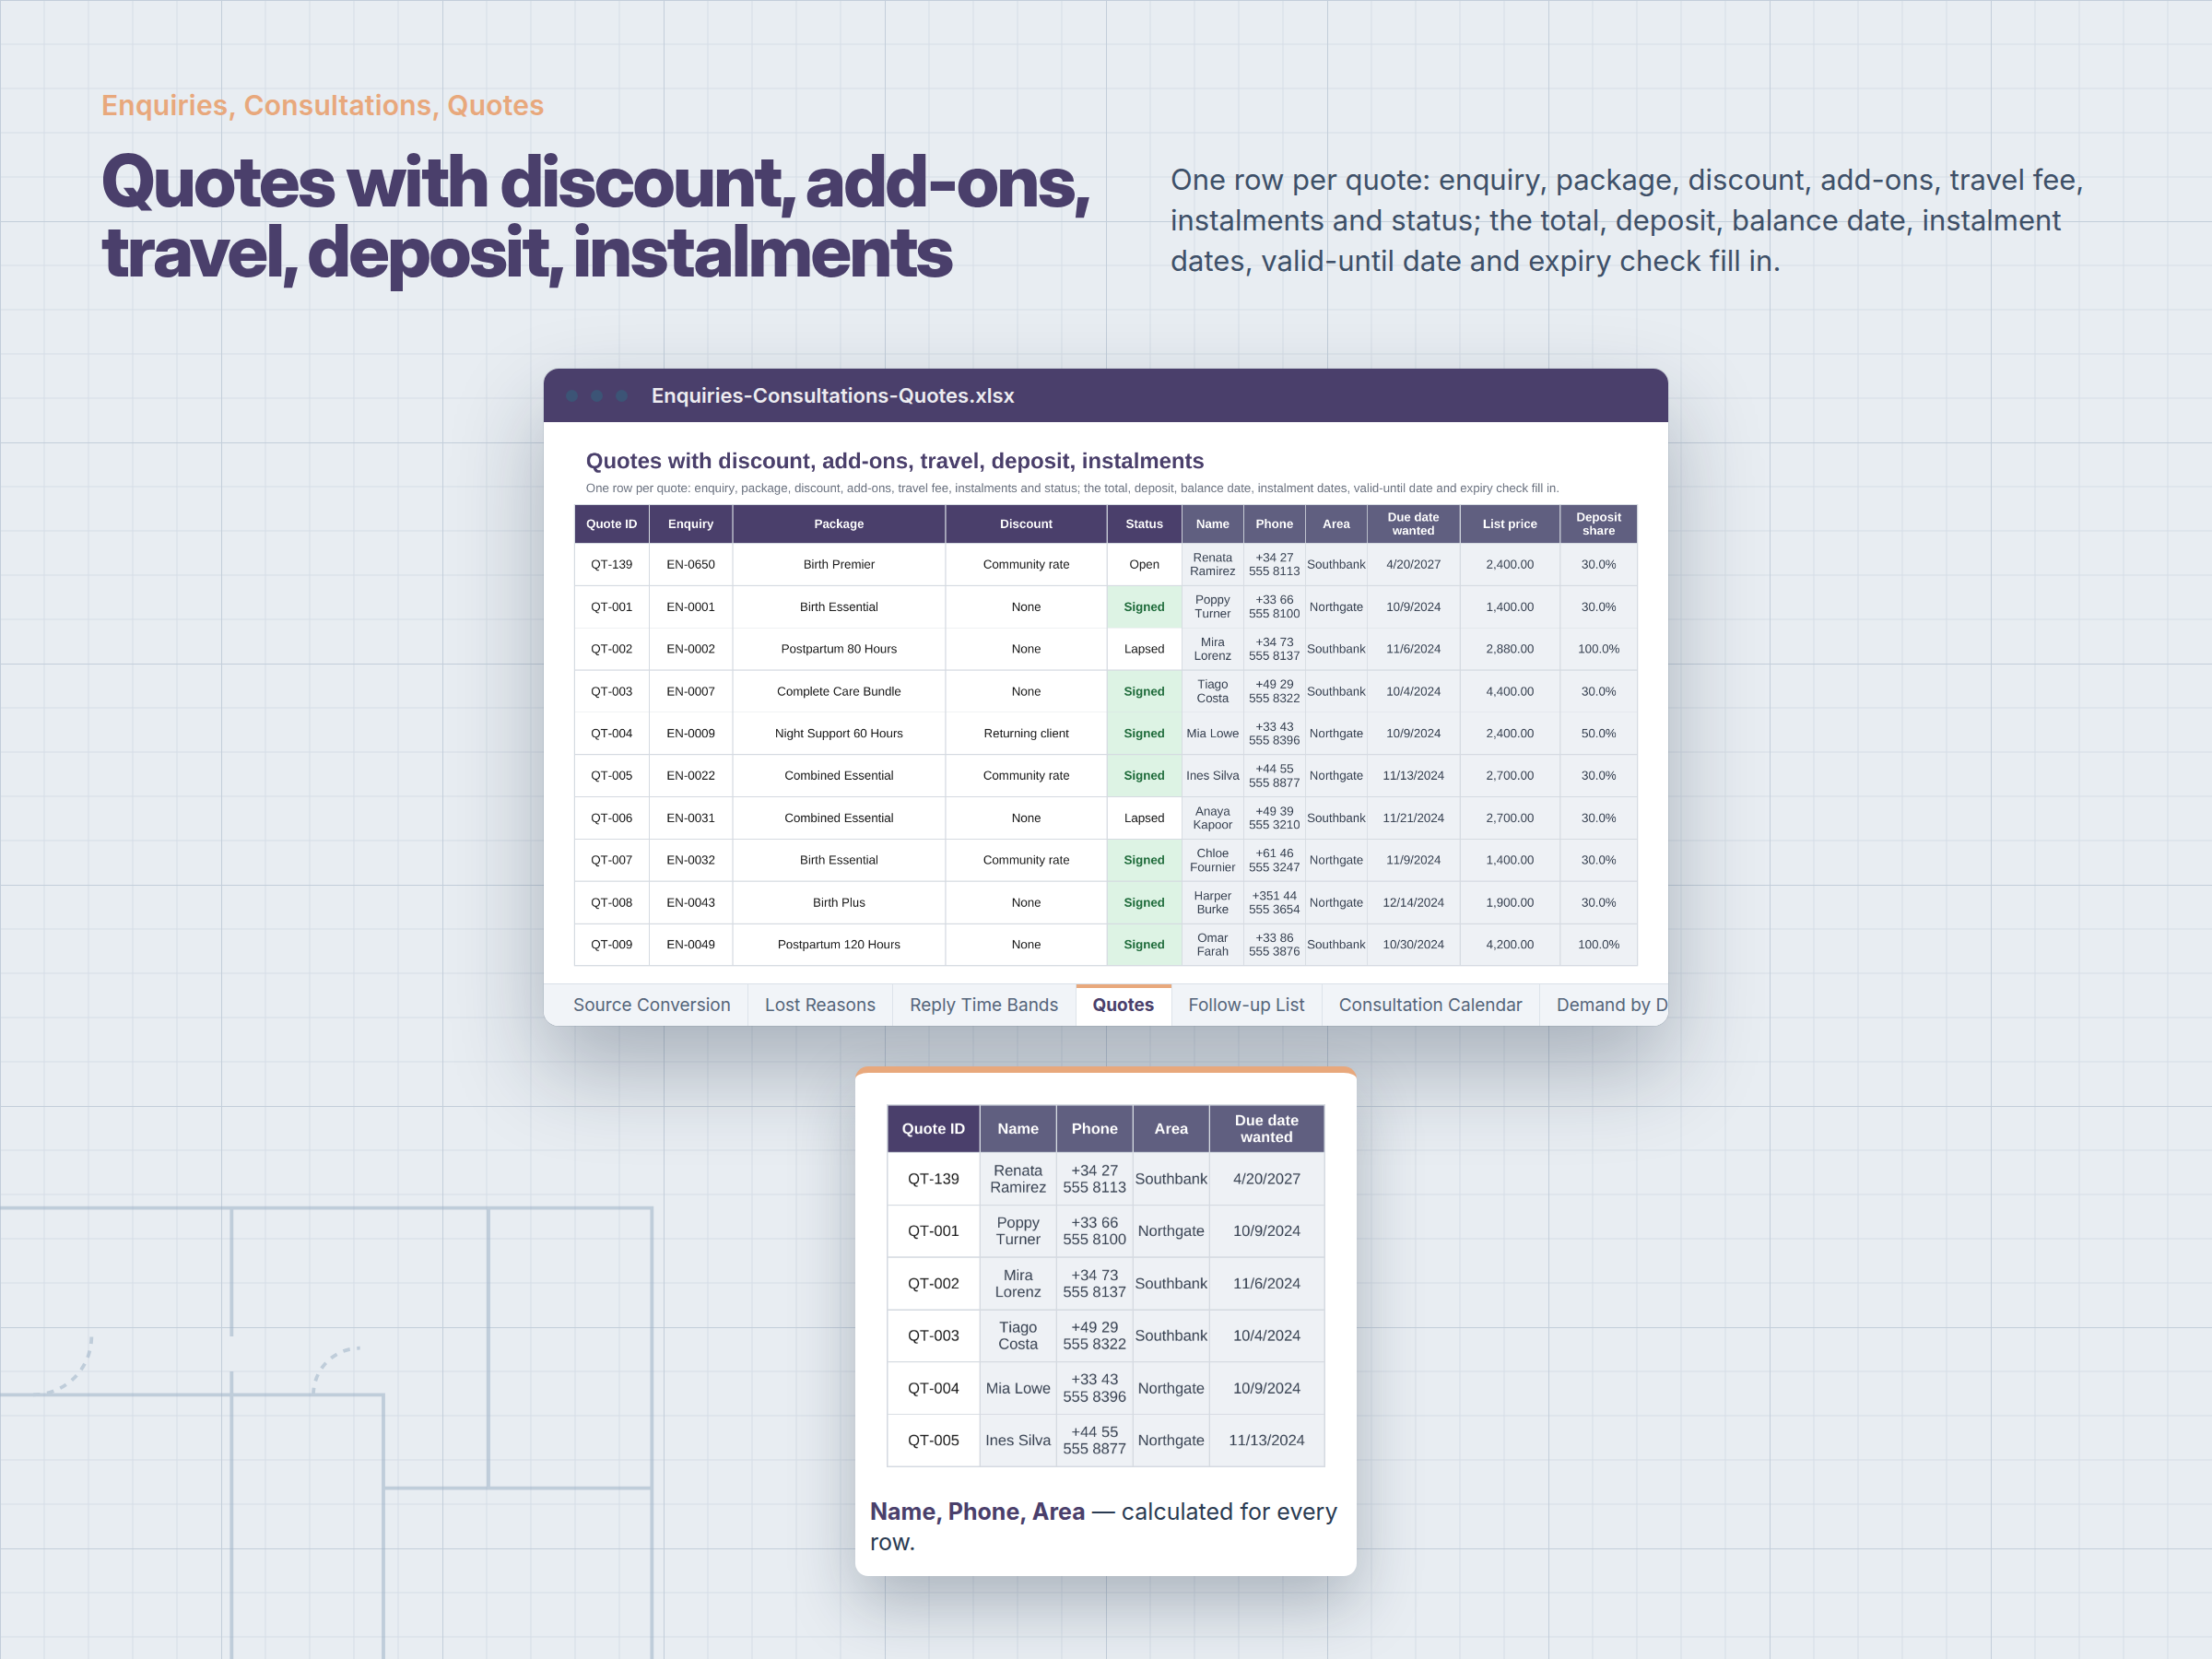 Enquiries, Consultations, Quotes
Quotes with discount, add-ons,
travel, deposit, instalments
One row per quote: enquiry, package, discount, add-ons, travel fee,
instalments and status; the total, deposit, balance date, instalment
dates, valid-until date and expiry check fill in.
Enquiries-Consultations-Quotes.xlsx
Quotes with discount, add-ons, travel, deposit, instalments
One row per quote: enquiry, package, discount, add-ons, travel fee, instalments and status; the total, deposit, balance date, instalment dates, valid-until date and expiry check fill in.
Quote ID Enquiry Package Discount Status Name Phone Area Due date wanted List price Deposit share
QT-139 EN-0650 Birth Premier Community rate Open Renata Ramirez +34 27 555 8113 Southbank 4/20/2027 2,400.00 30.0%
QT-001 EN-0001 Birth Essential None Signed Poppy Turner +33 66 555 8100 Northgate 10/9/2024 1,400.00 30.0%
QT-002 EN-0002 Postpartum 80 Hours None Lapsed Mira Lorenz +34 73 555 8137 Southbank 11/6/2024 2,880.00 100.0%
QT-003 EN-0007 Complete Care Bundle None Signed Tiago Costa +49 29 555 8322 Southbank 10/4/2024 4,400.00 30.0%
QT-004 EN-0009 Night Support 60 Hours Returning client Signed Mia Lowe +33 43 555 8396 Northgate 10/9/2024 2,400.00 50.0%
QT-005 EN-0022 Combined Essential Community rate Signed Ines Silva +44 55 555 8877 Northgate 11/13/2024 2,700.00 30.0%
QT-006 EN-0031 Combined Essential None Lapsed Anaya Kapoor +49 39 555 3210 Southbank 11/21/2024 2,700.00 30.0%
QT-007 EN-0032 Birth Essential Community rate Signed Chloe Fournier +61 46 555 3247 Northgate 11/9/2024 1,400.00 30.0%
QT-008 EN-0043 Birth Plus None Signed Harper Burke +351 44 555 3654 Northgate 12/14/2024 1,900.00 30.0%
QT-009 EN-0049 Postpartum 120 Hours None Signed Omar Farah +33 86 555 3876 Southbank 10/30/2024 4,200.00 100.0%
Source Conversion Lost Reasons Reply Time Bands Quotes Follow-up List Consultation Calendar Demand by D
Quote ID Name Phone Area Due date wanted
QT-139 Renata Ramirez +34 27 555 8113 Southbank 4/20/2027
QT-001 Poppy Turner +33 66 555 8100 Northgate 10/9/2024
QT-002 Mira Lorenz +34 73 555 8137 Southbank 11/6/2024
QT-003 Tiago Costa +49 29 555 8322 Southbank 10/4/2024
QT-004 Mia Lowe +33 43 555 8396 Northgate 10/9/2024
QT-005 Ines Silva +44 55 555 8877 Northgate 11/13/2024
Name, Phone, Area — calculated for every
row.